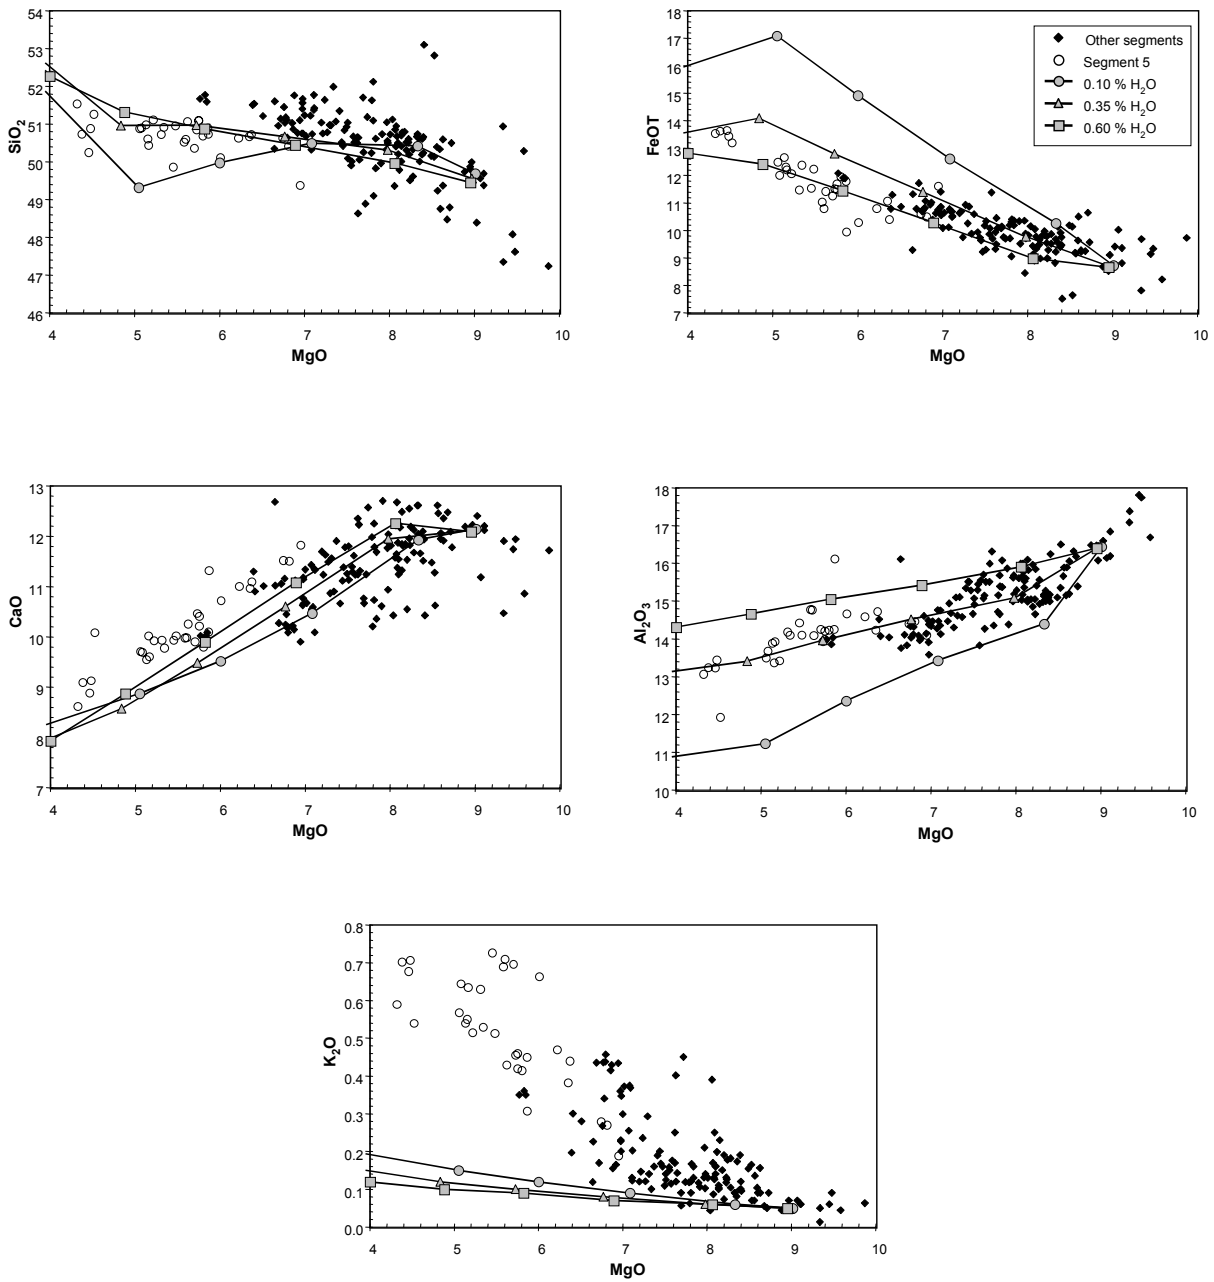 54
53
52
51
50
49
48
47
46
SiO2
4 5 6 7 8 9 10
MgO
18
17
16
15
14
13
12
11
10
9
8
7
FeOT
4 5 6 7 8 9 10
MgO
Other segments
Segment 5
0.10 % H2O
0.35 % H2O
0.60 % H2O
13
12
11
10
9
8
7
CaO
4 5 6 7 8 9 10
MgO
18
17
16
15
14
13
12
11
10
Al2O3
4 5 6 7 8 9 10
MgO
0.8
0.7
0.6
0.5
0.4
0.3
0.2
0.1
0.0
K2O
4 5 6 7 8 9 10
MgO